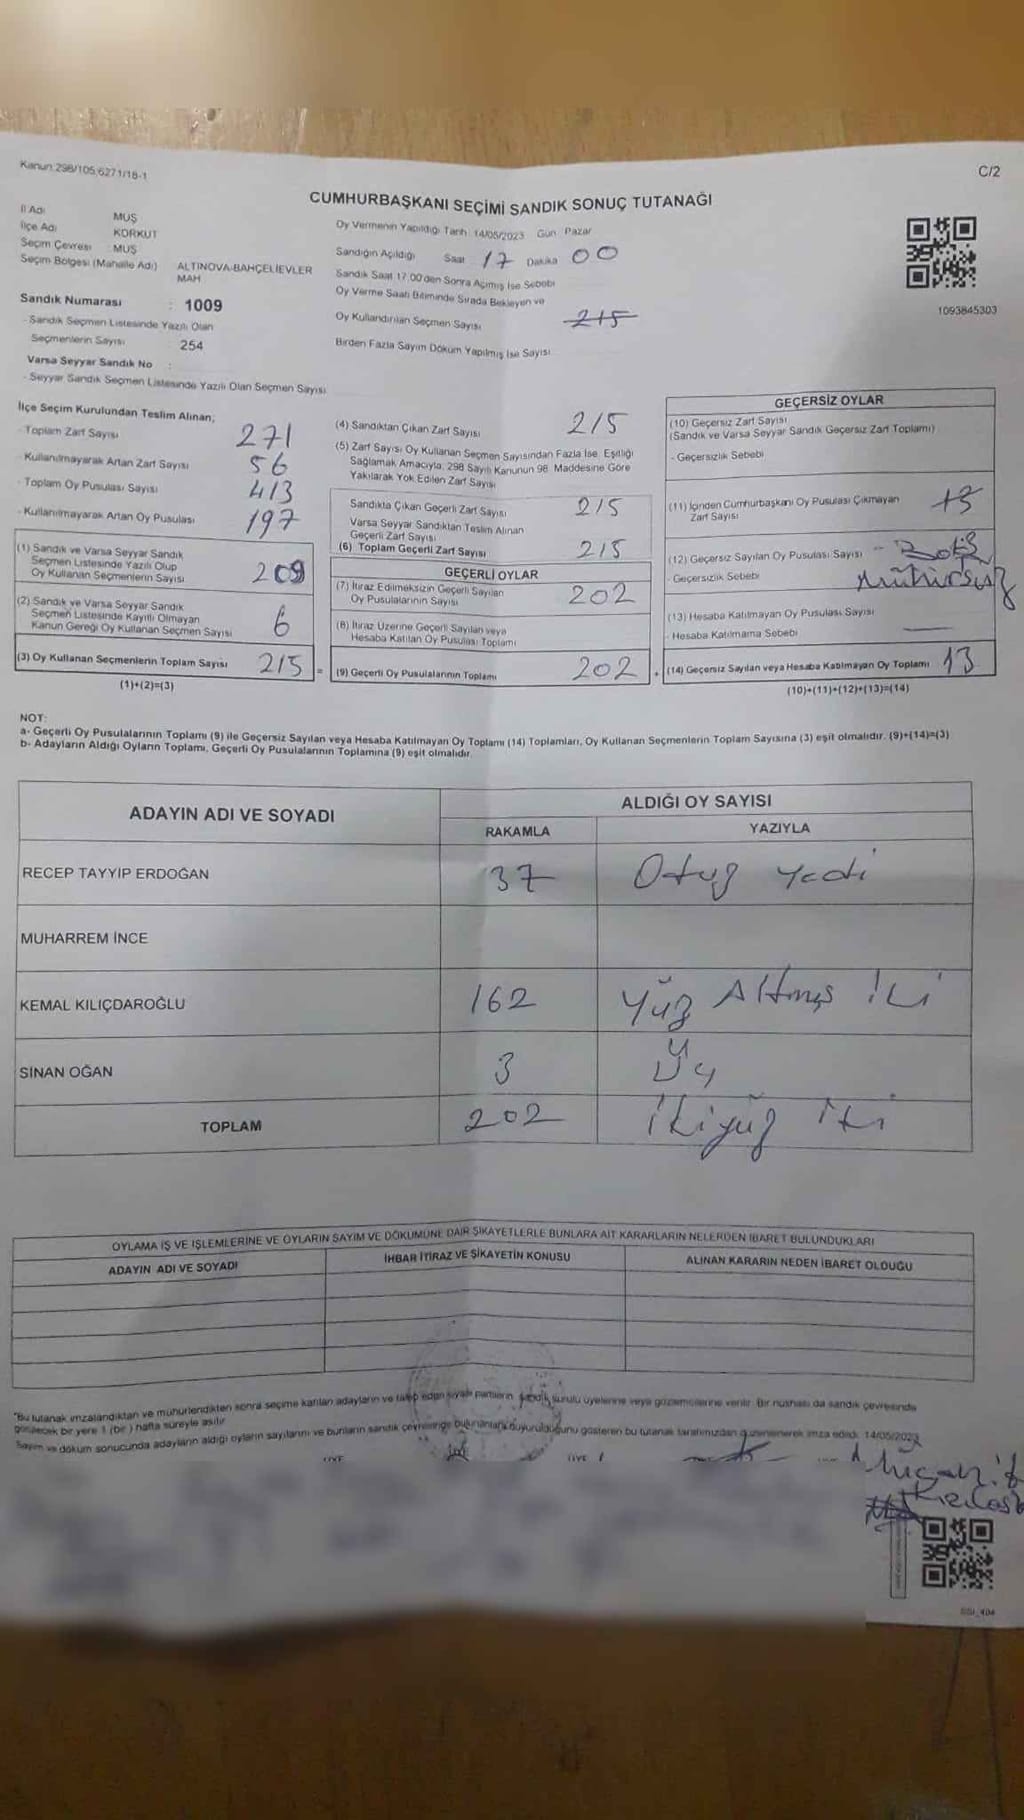 Kanun:298/105,6271/18-1
C/2
CUMHURBAŞKANI SEÇİMİ SANDIK SONUÇ TUTANAĞI
İl Adı MUŞ
İlçe Adı KORKUT
Seçim Çevresi MUŞ
Seçim Bölgesi (Mahalle Adı) ALTINOVA-BAHÇELİEVLER MAH
Sandık Numarası : 1009
- Sandık Seçmen Listesinde Yazılı Olan
Seçmenlerin Sayısı 254
Varsa Seyyar Sandık No :
- Seyyar Sandık Seçmen Listesinde Yazılı Olan Seçmen Sayısı
Oy Vermenin Yapıldığı Tarih: 14/05/2023 Gün Pazar
Sandığın Açıldığı Saat 17 Dakika 00
Sandık Saat 17.00'den Sonra Açılmış İse Sebebi
Oy Verme Saati Bitiminde Sırada Bekleyen ve
Oy Kullandırılan Seçmen Sayısı 215
Birden Fazla Sayım Döküm Yapılmış İse Sayısı
1093845303
İlçe Seçim Kurulundan Teslim Alınan;
- Toplam Zarf Sayısı 271
- Kullanılmayarak Artan Zarf Sayısı 56
- Toplam Oy Pusulası Sayısı 413
- Kullanılmayarak Artan Oy Pusulası 197
(1) Sandık ve Varsa Seyyar Sandık
Seçmen Listesinde Yazılı Olup
Oy Kullanan Seçmenlerin Sayısı 209
(2) Sandık ve Varsa Seyyar Sandık
Seçmen Listesinde Kayıtlı Olmayan
Kanun Gereği Oy Kullanan Seçmen Sayısı 6
(3) Oy Kullanan Seçmenlerin Toplam Sayısı 215 =
(1)+(2)=(3)
(4) Sandıktan Çıkan Zarf Sayısı 215
(5) Zarf Sayısı Oy Kullanan Seçmen Sayısından Fazla İse, Eşitliği
Sağlamak Amacıyla, 298 Sayılı Kanunun 98. Maddesine Göre
Yakılarak Yok Edilen Zarf Sayısı
Sandıkta Çıkan Geçerli Zarf Sayısı 215
Varsa Seyyar Sandıktan Teslim Alınan
Geçerli Zarf Sayısı
(6) Toplam Geçerli Zarf Sayısı 215
GEÇERLİ OYLAR
(7) İtiraz Edilmeksizin Geçerli Sayılan
Oy Pusulalarının Sayısı 202
(8) İtiraz Üzerine Geçerli Sayılan veya
Hesaba Katılan Oy Pusulası Toplamı
(9) Geçerli Oy Pusulalarının Toplamı 202 +
GEÇERSİZ OYLAR
(10) Geçersiz Zarf Sayısı
(Sandık ve Varsa Seyyar Sandık Geçersiz Zarf Toplamı)
- Geçersizlik Sebebi
(11) İçinden Cumhurbaşkanı Oy Pusulası Çıkmayan
Zarf Sayısı 13
(12) Geçersiz Sayılan Oy Pusulası Sayısı
- Geçersizlik Sebebi mühürsüz
(13) Hesaba Katılmayan Oy Pusulası Sayısı
- Hesaba Katılmama Sebebi
(14) Geçersiz Sayılan veya Hesaba Katılmayan Oy Toplamı 13
(10)+(11)+(12)+(13)=(14)
NOT:
a- Geçerli Oy Pusulalarının Toplamı (9) ile Geçersiz Sayılan veya Hesaba Katılmayan Oy Toplamı (14) Toplamları, Oy Kullanan Seçmenlerin Toplam Sayısına (3) eşit olmalıdır. (9)+(14)=(3)
b- Adayların Aldığı Oyların Toplamı, Geçerli Oy Pusulalarının Toplamına (9) eşit olmalıdır.
ADAYIN ADI VE SOYADI
ALDIĞI OY SAYISI
RAKAMLA YAZIYLA
RECEP TAYYİP ERDOĞAN 37 Otuz Yedi
MUHARREM İNCE
KEMAL KILIÇDAROĞLU 162 Yüz Altmış İki
SİNAN OĞAN 3 Üç
TOPLAM 202 İkiyüz İki
OYLAMA İŞ VE İŞLEMLERİNE VE OYLARIN SAYIM VE DÖKÜMÜNE DAİR ŞİKAYETLERLE BUNLARA AİT KARARLARIN NELERDEN İBARET BULUNDUKLARI
ADAYIN ADI VE SOYADI İHBAR İTİRAZ VE ŞİKAYETİN KONUSU ALINAN KARARIN NEDEN İBARET OLDUĞU
*Bu tutanak imzalandıktan ve mühürlendikten sonra seçime katılan adayların ve talep eden siyasi partilerin sandık kurulu üyelerine veya gözlemcilerine verilir. Bir nüshası da sandık çevresinde
görülecek bir yere 1 (bir) hafta süreyle asılır
Sayım ve döküm sonucunda adayların aldığı oyların sayılarını ve bunların sandık çevresinde bulunanlara duyurulduğunu gösteren bu tutanak tarafımızdan düzenlenerek imza edildi. 14/05/2023